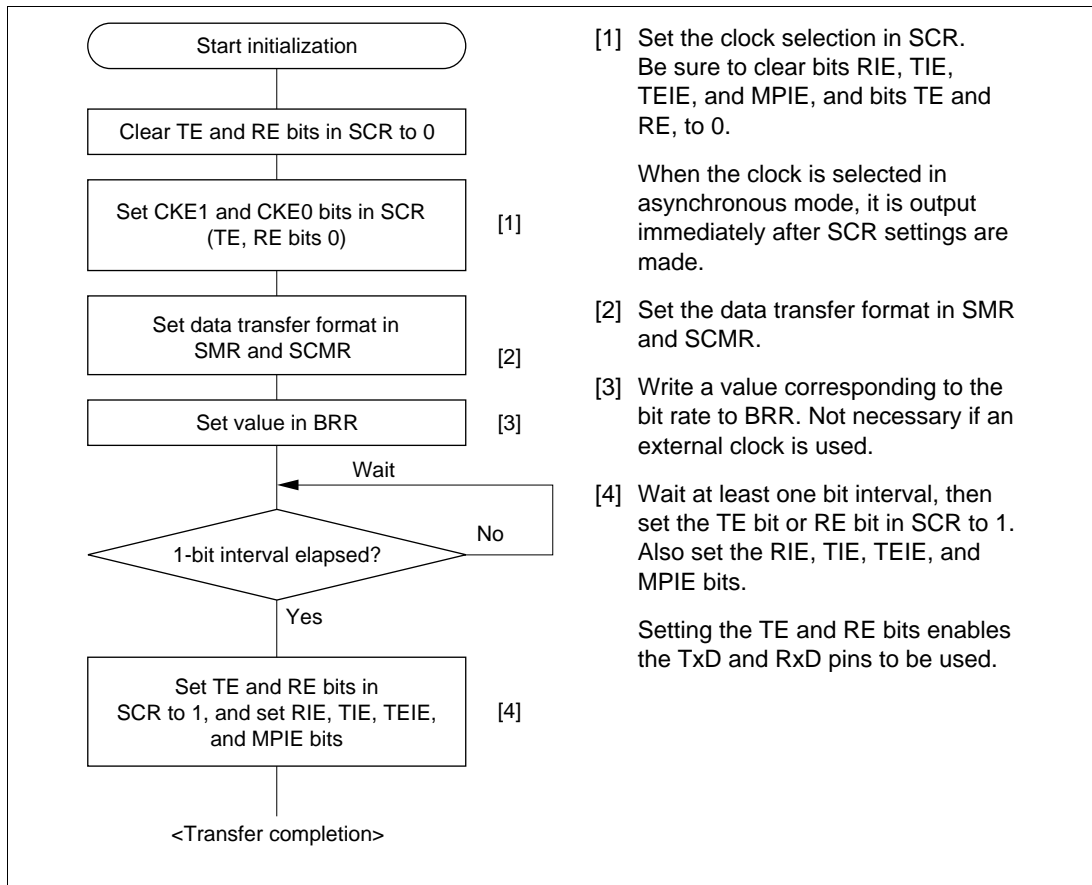 Start initialization
Clear TE and RE bits in SCR to 0
Set CKE1 and CKE0 bits in SCR
(TE, RE bits 0)
[1]
Set data transfer format in
SMR and SCMR
[2]
Set value in BRR
[3]
Wait
No
1-bit interval elapsed?
Yes
Set TE and RE bits in
SCR to 1, and set RIE, TIE, TEIE,
and MPIE bits
[4]
<Transfer completion>
[1] Set the clock selection in SCR.
Be sure to clear bits RIE, TIE,
TEIE, and MPIE, and bits TE and
RE, to 0.
When the clock is selected in
asynchronous mode, it is output
immediately after SCR settings are
made.
[2] Set the data transfer format in SMR
and SCMR.
[3] Write a value corresponding to the
bit rate to BRR. Not necessary if an
external clock is used.
[4] Wait at least one bit interval, then
set the TE bit or RE bit in SCR to 1.
Also set the RIE, TIE, TEIE, and
MPIE bits.
Setting the TE and RE bits enables
the TxD and RxD pins to be used.